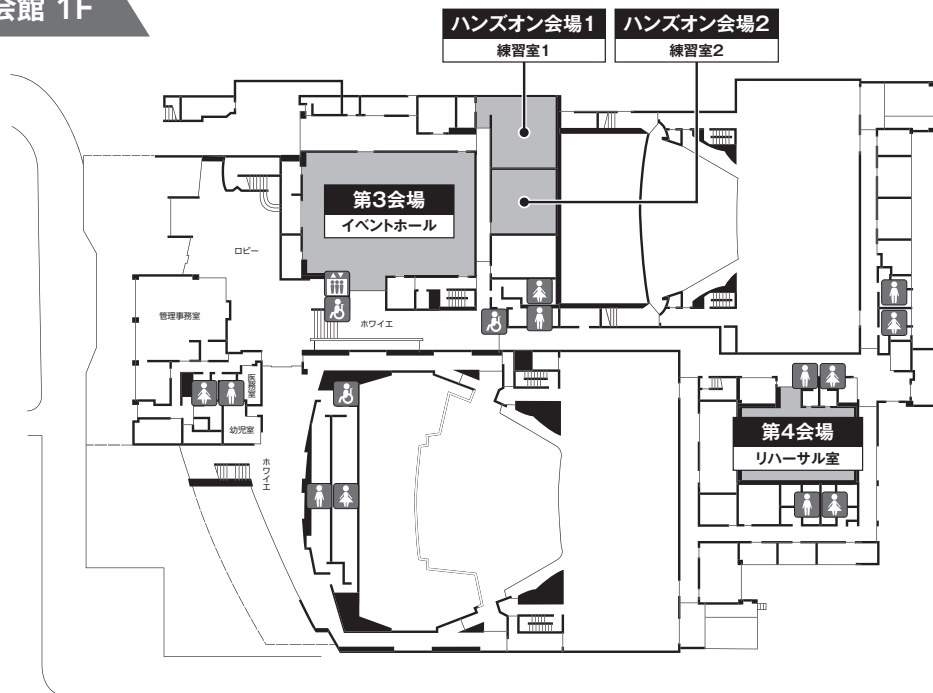 会館 1F
ハンズオン会場1
練習室1
ハンズオン会場2
練習室2
第3会場
イベントホール
ロビー
管理事務室
ホワイエ
医務室
幼児室
ホワイエ
第4会場
リハーサル室